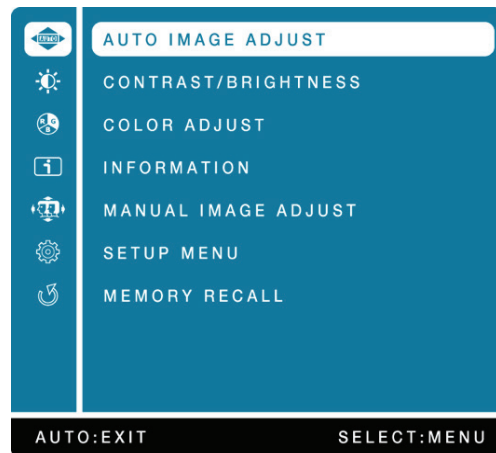 AUTO IMAGE ADJUST
CONTRAST/BRIGHTNESS
COLOR ADJUST
INFORMATION
MANUAL IMAGE ADJUST
SETUP MENU
MEMORY RECALL
AUTO:EXIT SELECT:MENU